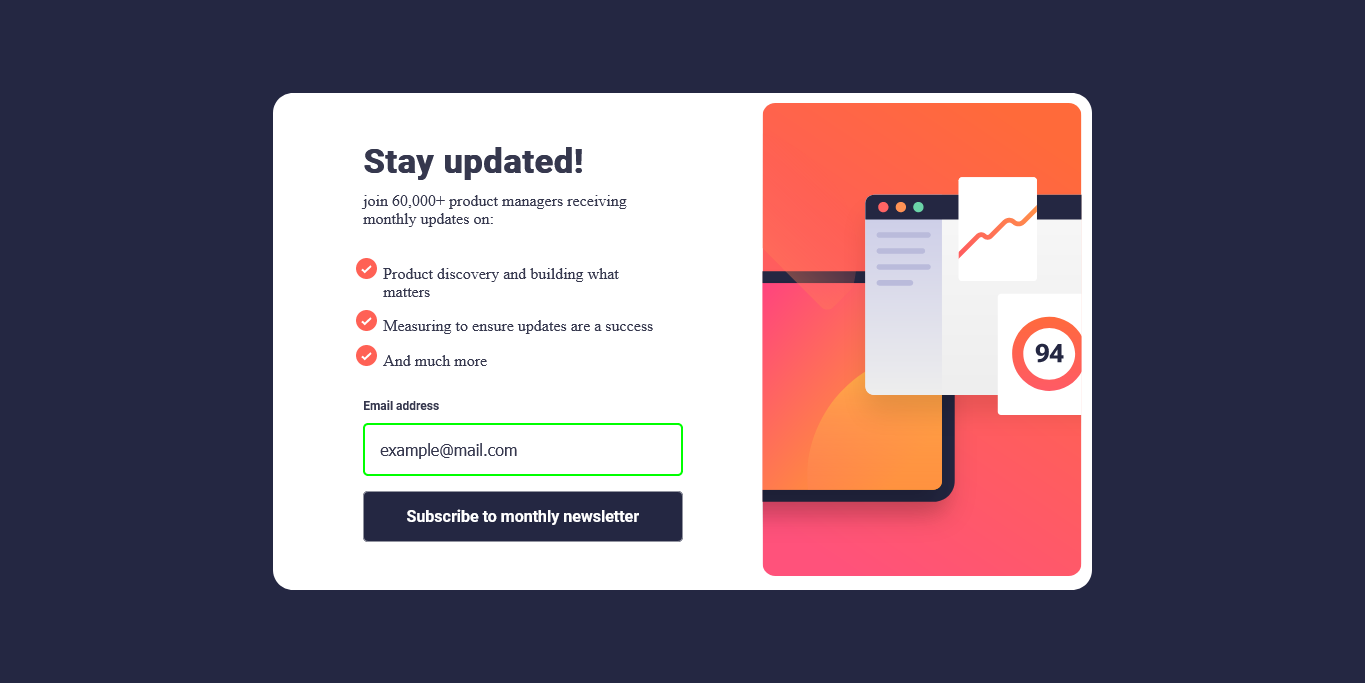 Stay updated!
join 60,000+ product managers receiving
monthly updates on:
Product discovery and building what
matters
Measuring to ensure updates are a success
And much more
Email address
example@mail.com
Subscribe to monthly newsletter
94